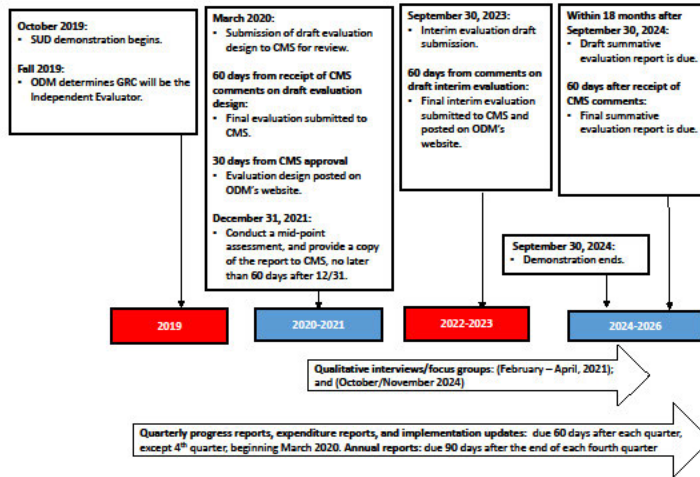 October 2019:
• SUD demonstration begins.
Fall 2019:
• ODM determines GRC will be the
Independent Evaluator.
March 2020:
• Submission of draft evaluation
design to CMS for review.
60 days from receipt of CMS
comments on draft evaluation
design:
• Final evaluation submitted to
CMS.
30 days from CMS approval
• Evaluation design posted on
ODM's website.
December 31, 2021:
• Conduct a mid-point
assessment, and provide a copy
of the report to CMS, no later
than 60 days after 12/31.
September 30, 2023:
• Interim evaluation draft
submission.
60 days from comments on
draft interim evaluation:
• Final interim evaluation
submitted to CMS and
posted on ODM's
website.
Within 18 months after
September 30, 2024:
• Draft summative
evaluation report is due.
60 days after receipt of
CMS comments:
• Final summative
evaluation report is due.
September 30, 2024:
• Demonstration ends.
2019
2020-2021
2022-2023
2024-2026
Qualitative interviews/focus groups: (February – April, 2021);
and (October/November 2024)
Quarterly progress reports, expenditure reports, and implementation updates: due 60 days after each quarter,
except 4th quarter, beginning March 2020. Annual reports: due 90 days after the end of each fourth quarter